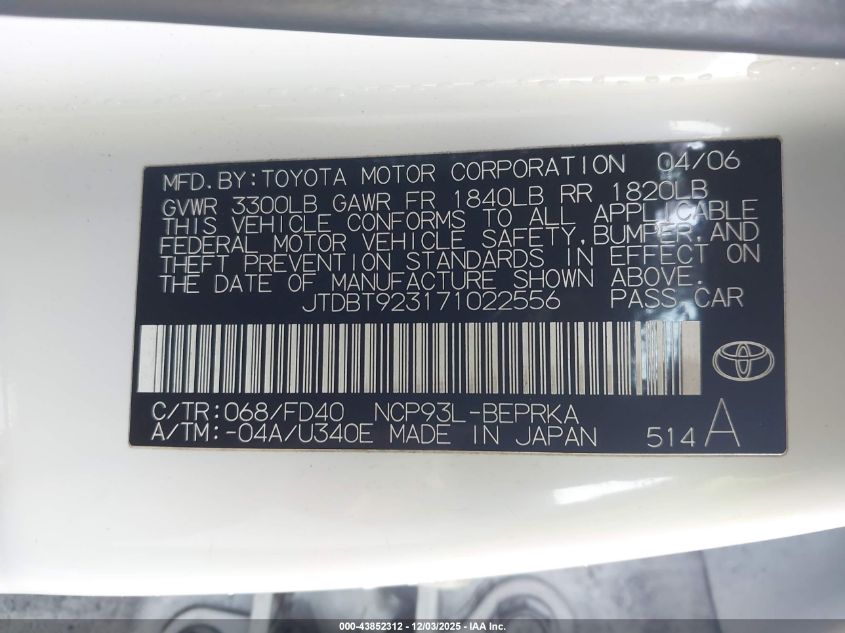 MFD.BY:TOYOTA MOTOR CORPORATION 04/06
GVWR 3300LB GAWR FR 1840LB RR 1820LB
THIS VEHICLE CONFORMS TO ALL APPLICABLE
FEDERAL MOTOR VEHICLE SAFETY,BUMPER,AND
THEFT PREVENTION STANDARDS IN EFFECT ON
THE DATE OF MANUFACTURE SHOWN ABOVE.
JTDBT923171022556 PASS CAR
C/TR:068/FD40 NCP93L-BEPRKA
A/TM:-04A/U340E MADE IN JAPAN 514 A
000-43852312 - 12/03/2025 - IAA Inc.